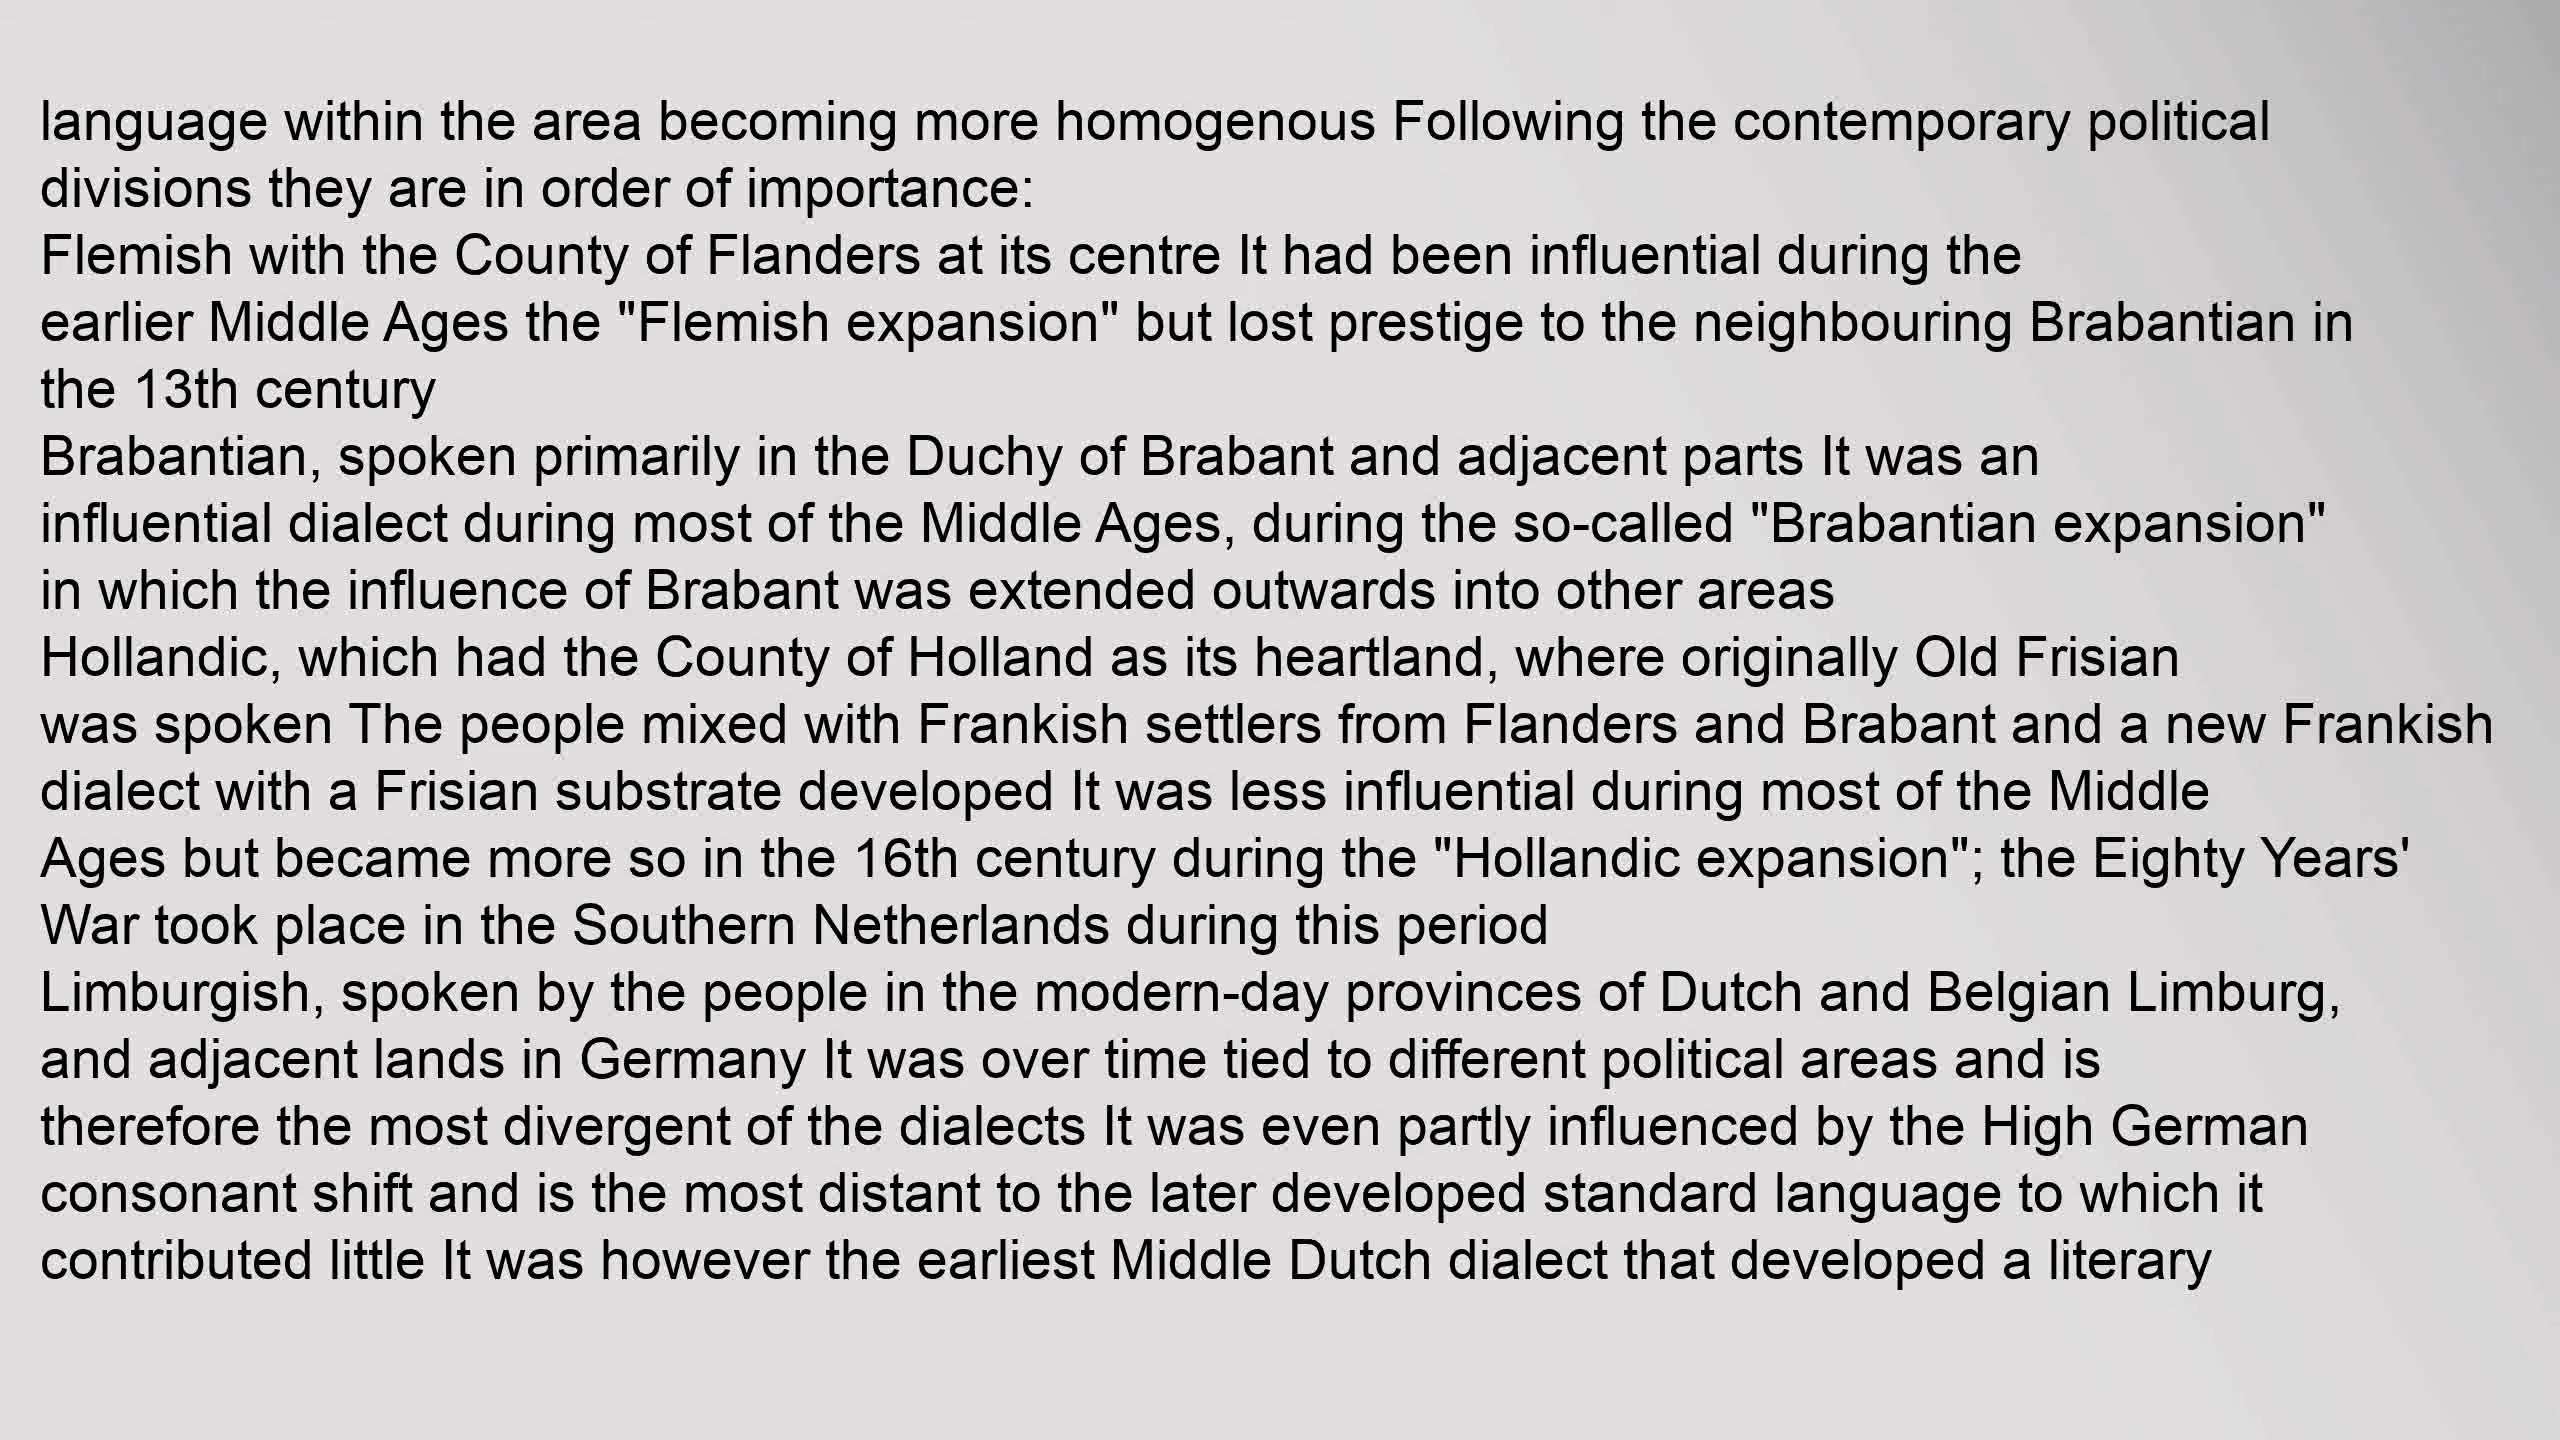 language within the area becoming more homogenous Following the contemporary political
divisions they are in order of importance:
Flemish with the County of Flanders at its centre It had been influential during the
earlier Middle Ages the "Flemish expansion" but lost prestige to the neighbouring Brabantian in
the 13th century
Brabantian, spoken primarily in the Duchy of Brabant and adjacent parts It was an
influential dialect during most of the Middle Ages, during the so-called "Brabantian expansion"
in which the influence of Brabant was extended outwards into other areas
Hollandic, which had the County of Holland as its heartland, where originally Old Frisian
was spoken The people mixed with Frankish settlers from Flanders and Brabant and a new Frankish
dialect with a Frisian substrate developed It was less influential during most of the Middle
Ages but became more so in the 16th century during the "Hollandic expansion"; the Eighty Years'
War took place in the Southern Netherlands during this period
Limburgish, spoken by the people in the modern-day provinces of Dutch and Belgian Limburg,
and adjacent lands in Germany It was over time tied to different political areas and is
therefore the most divergent of the dialects It was even partly influenced by the High German
consonant shift and is the most distant to the later developed standard language to which it
contributed little It was however the earliest Middle Dutch dialect that developed a literary